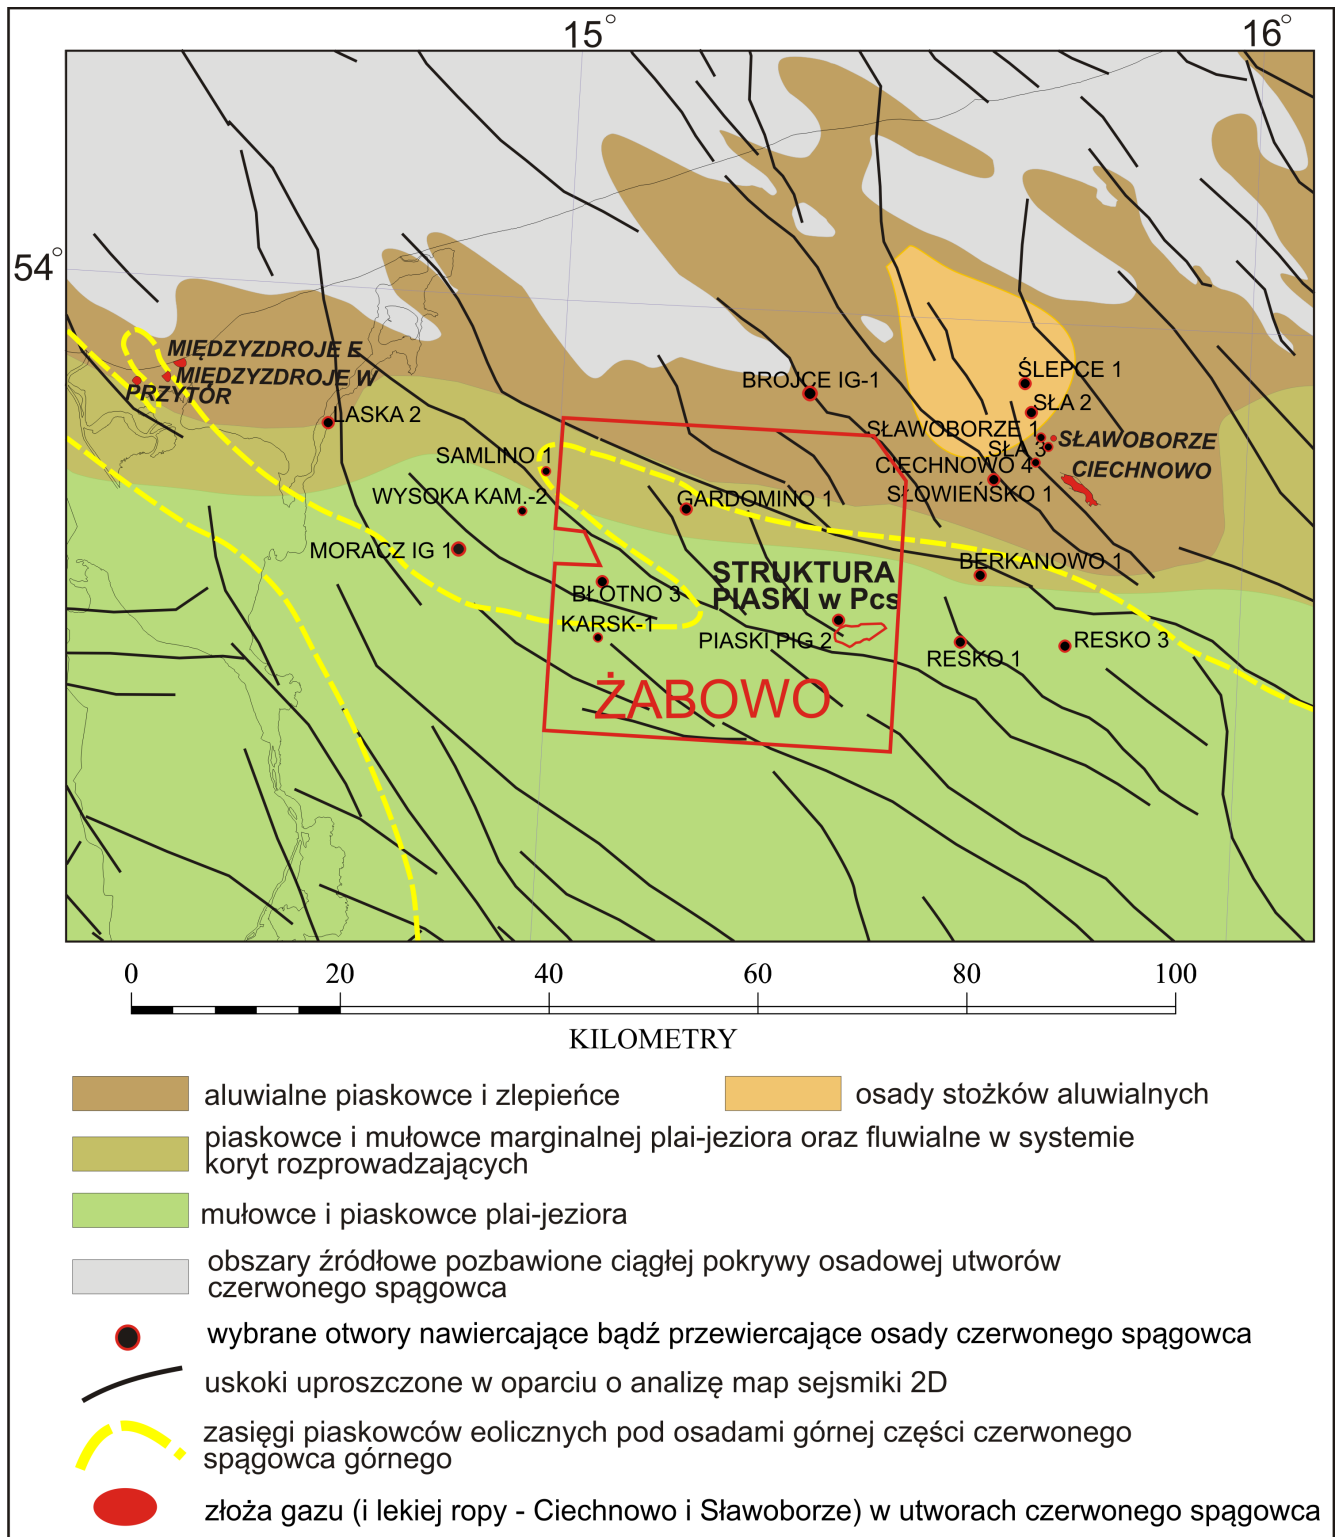 15°
16°
54°
MIĘDZYZDROJE E
MIĘDZYZDROJE W
PRZYTÓR
LASKA 2
BROJCE IG-1
ŚLEPCE 1
SŁA 2
SŁAWOBORZE 1
SŁAWOBORZE
SŁA 3
CIECHNOWO 4
CIECHNOWO
SŁOWIEŃSKO 1
SAMLINO 1
WYSOKA KAM.-2
GARDOMINO 1
MORACZ IG 1
BERKANOWO 1
STRUKTURA
PIASKI w Pcs
BŁOTNO 3
KARSK-1
PIASKI PIG 2
RESKO 1
RESKO 3
ŻABOWO
0 20 40 60 80 100
KILOMETRY
aluwialne piaskowce i zlepieńce
osady stożków aluwialnych
piaskowce i mułowce marginalnej plai-jeziora oraz fluwialne w systemie
koryt rozprowadzających
mułowce i piaskowce plai-jeziora
obszary źródłowe pozbawione ciągłej pokrywy osadowej utworów
czerwonego spągowca
wybrane otwory nawiercające bądź przewiercające osady czerwonego spągowca
uskoki uproszczone w oparciu o analizę map sejsmiki 2D
zasięgi piaskowców eolicznych pod osadami górnej części czerwonego
spągowca górnego
złoża gazu (i lekiej ropy - Ciechnowo i Sławoborze) w utworach czerwonego spągowca